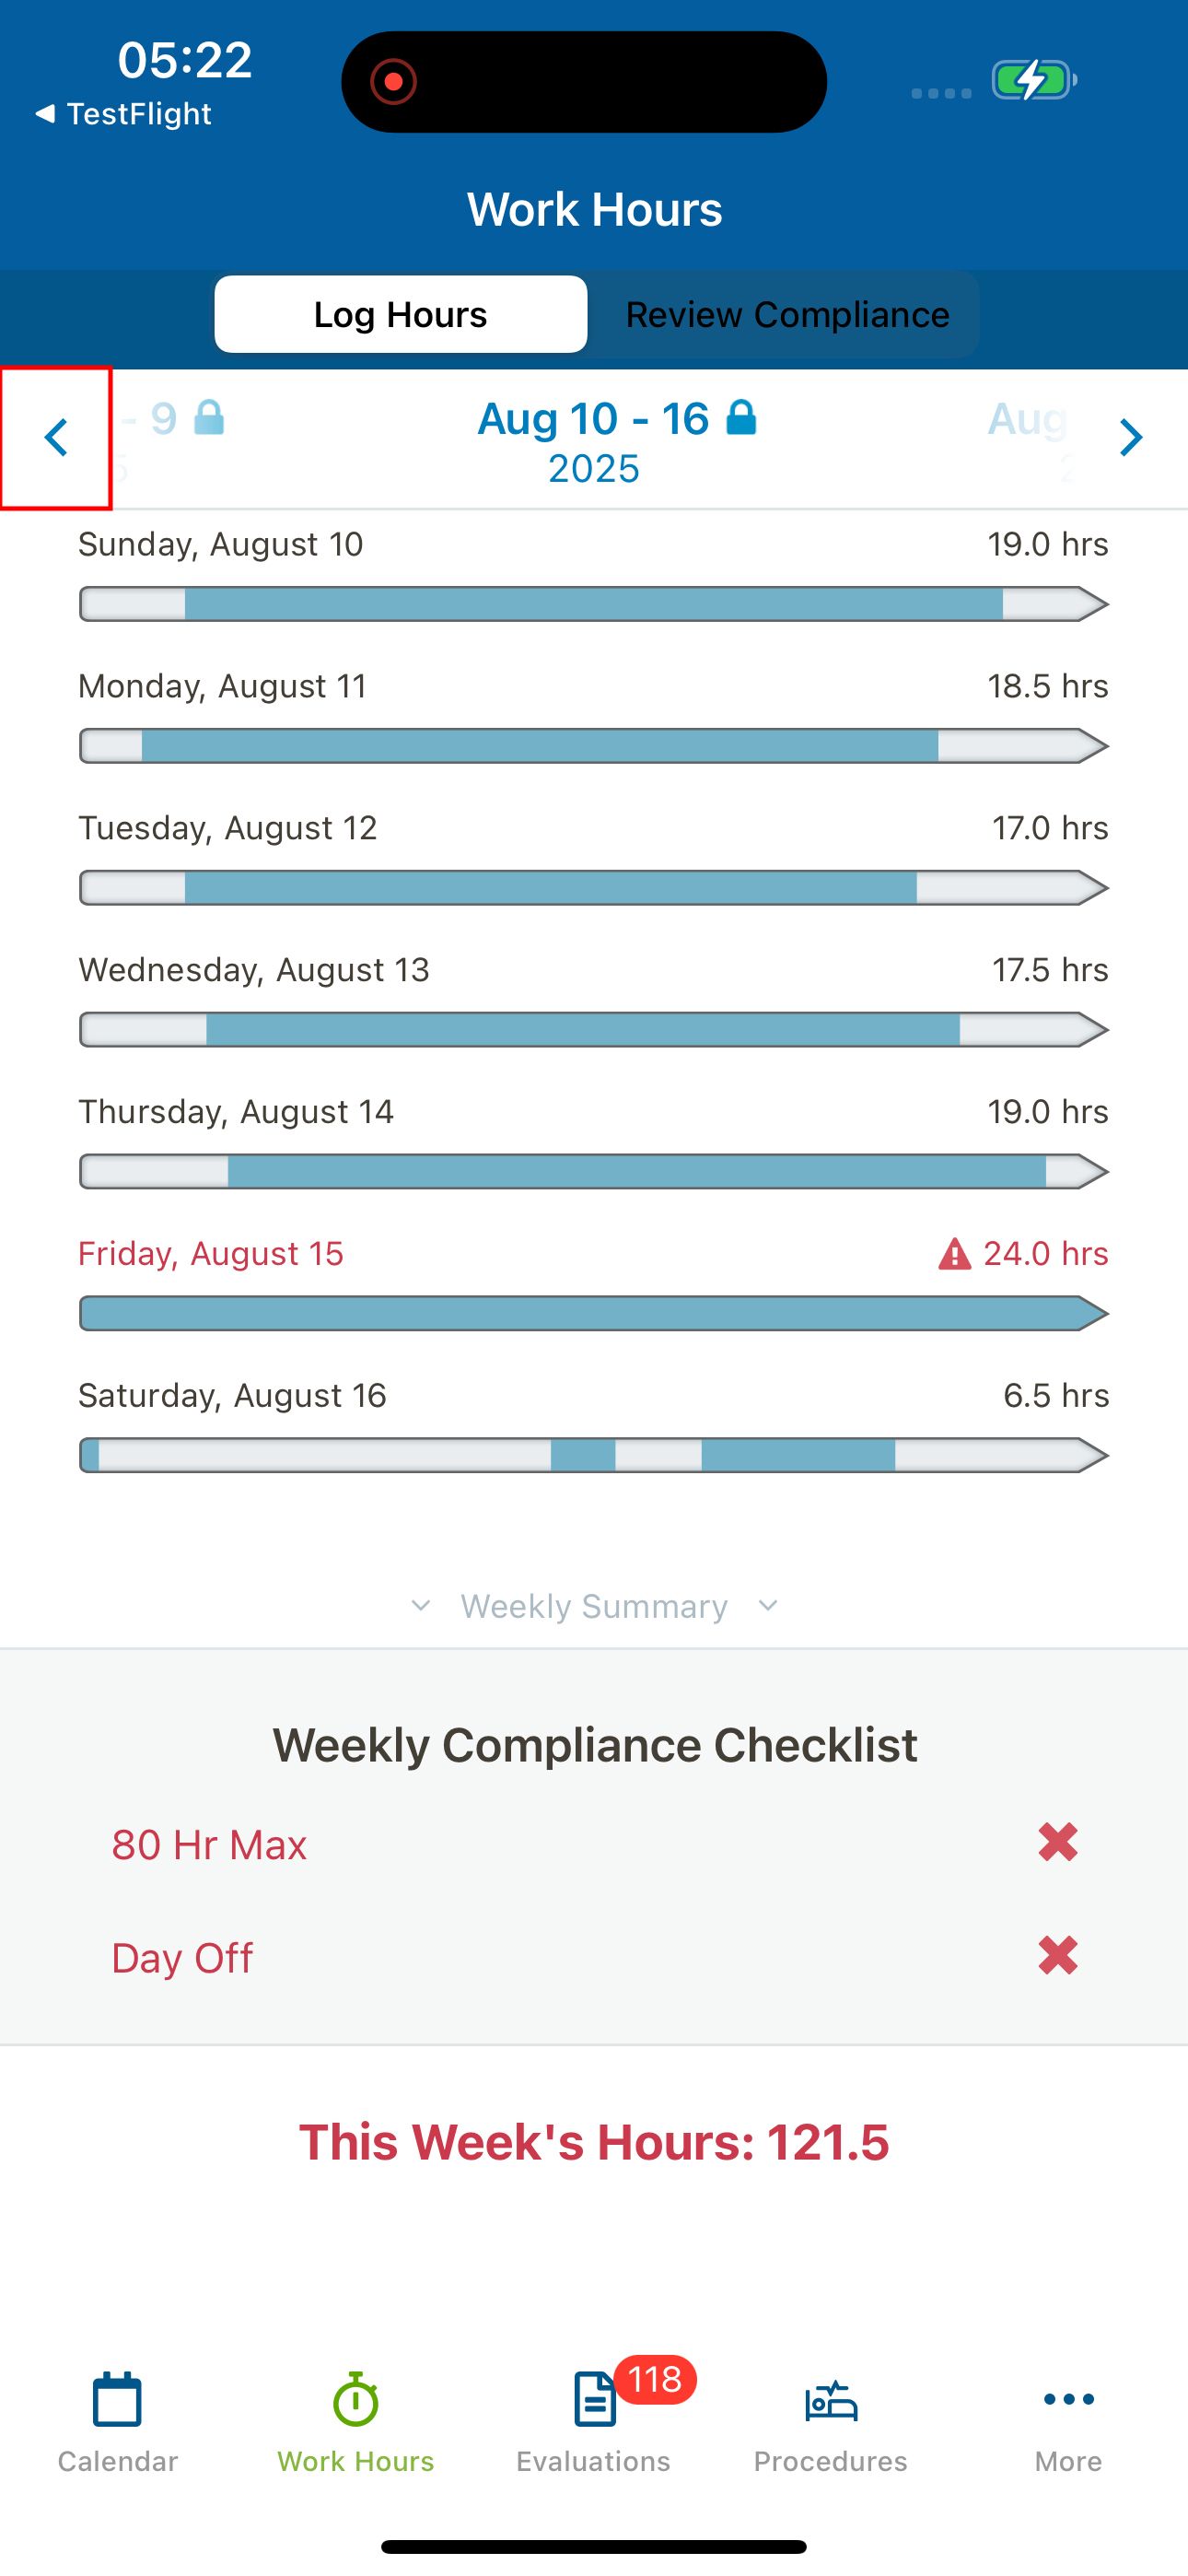 05:22
◀ TestFlight
Work Hours
Log Hours
Review Compliance
- 9
Aug 10 - 16
Aug
2025
Sunday, August 10
19.0 hrs
Monday, August 11
18.5 hrs
Tuesday, August 12
17.0 hrs
Wednesday, August 13
17.5 hrs
Thursday, August 14
19.0 hrs
Friday, August 15
24.0 hrs
Saturday, August 16
6.5 hrs
Weekly Summary
Weekly Compliance Checklist
80 Hr Max
Day Off
This Week's Hours: 121.5
118
Calendar
Work Hours
Evaluations
Procedures
More